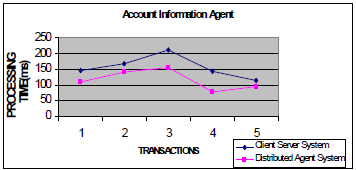 Account Information Agent
PROCESSING
TIME(ms)
250
200
150
100
50
0
1 2 3 4 5
TRANSACTIONS
Client Server System
Distributed Agent System